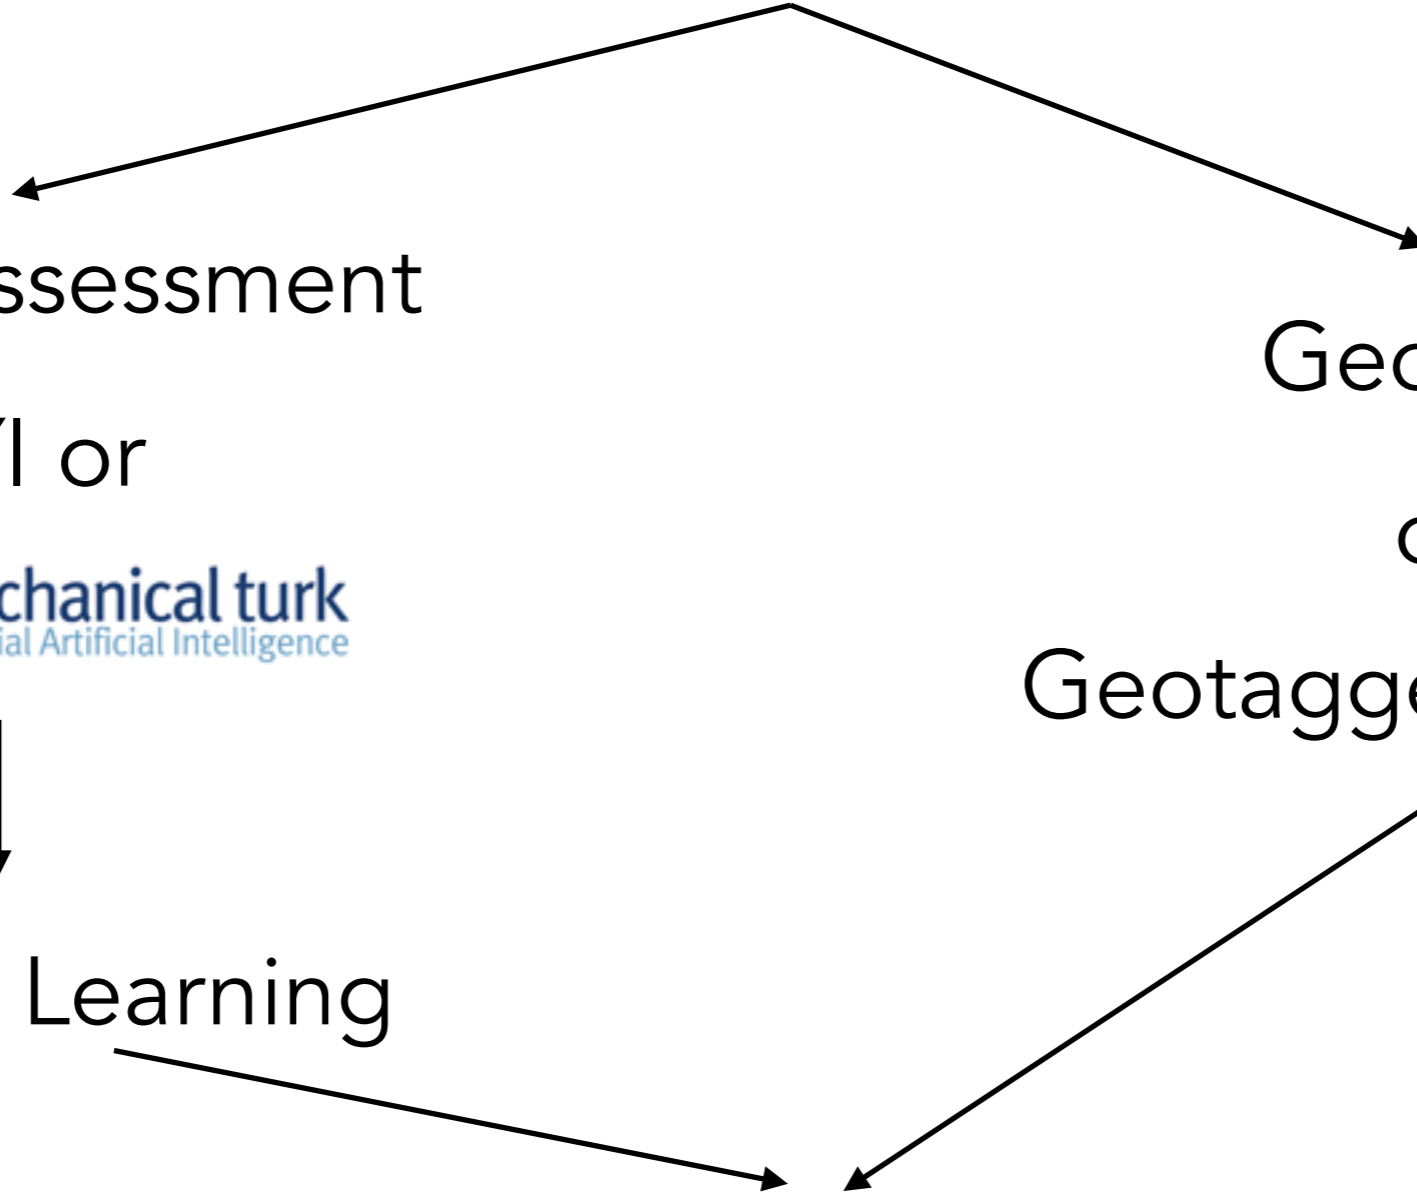 ssessment
Geo
I or
chanical turk
ial Artificial Intelligence
Geotagge
Learning